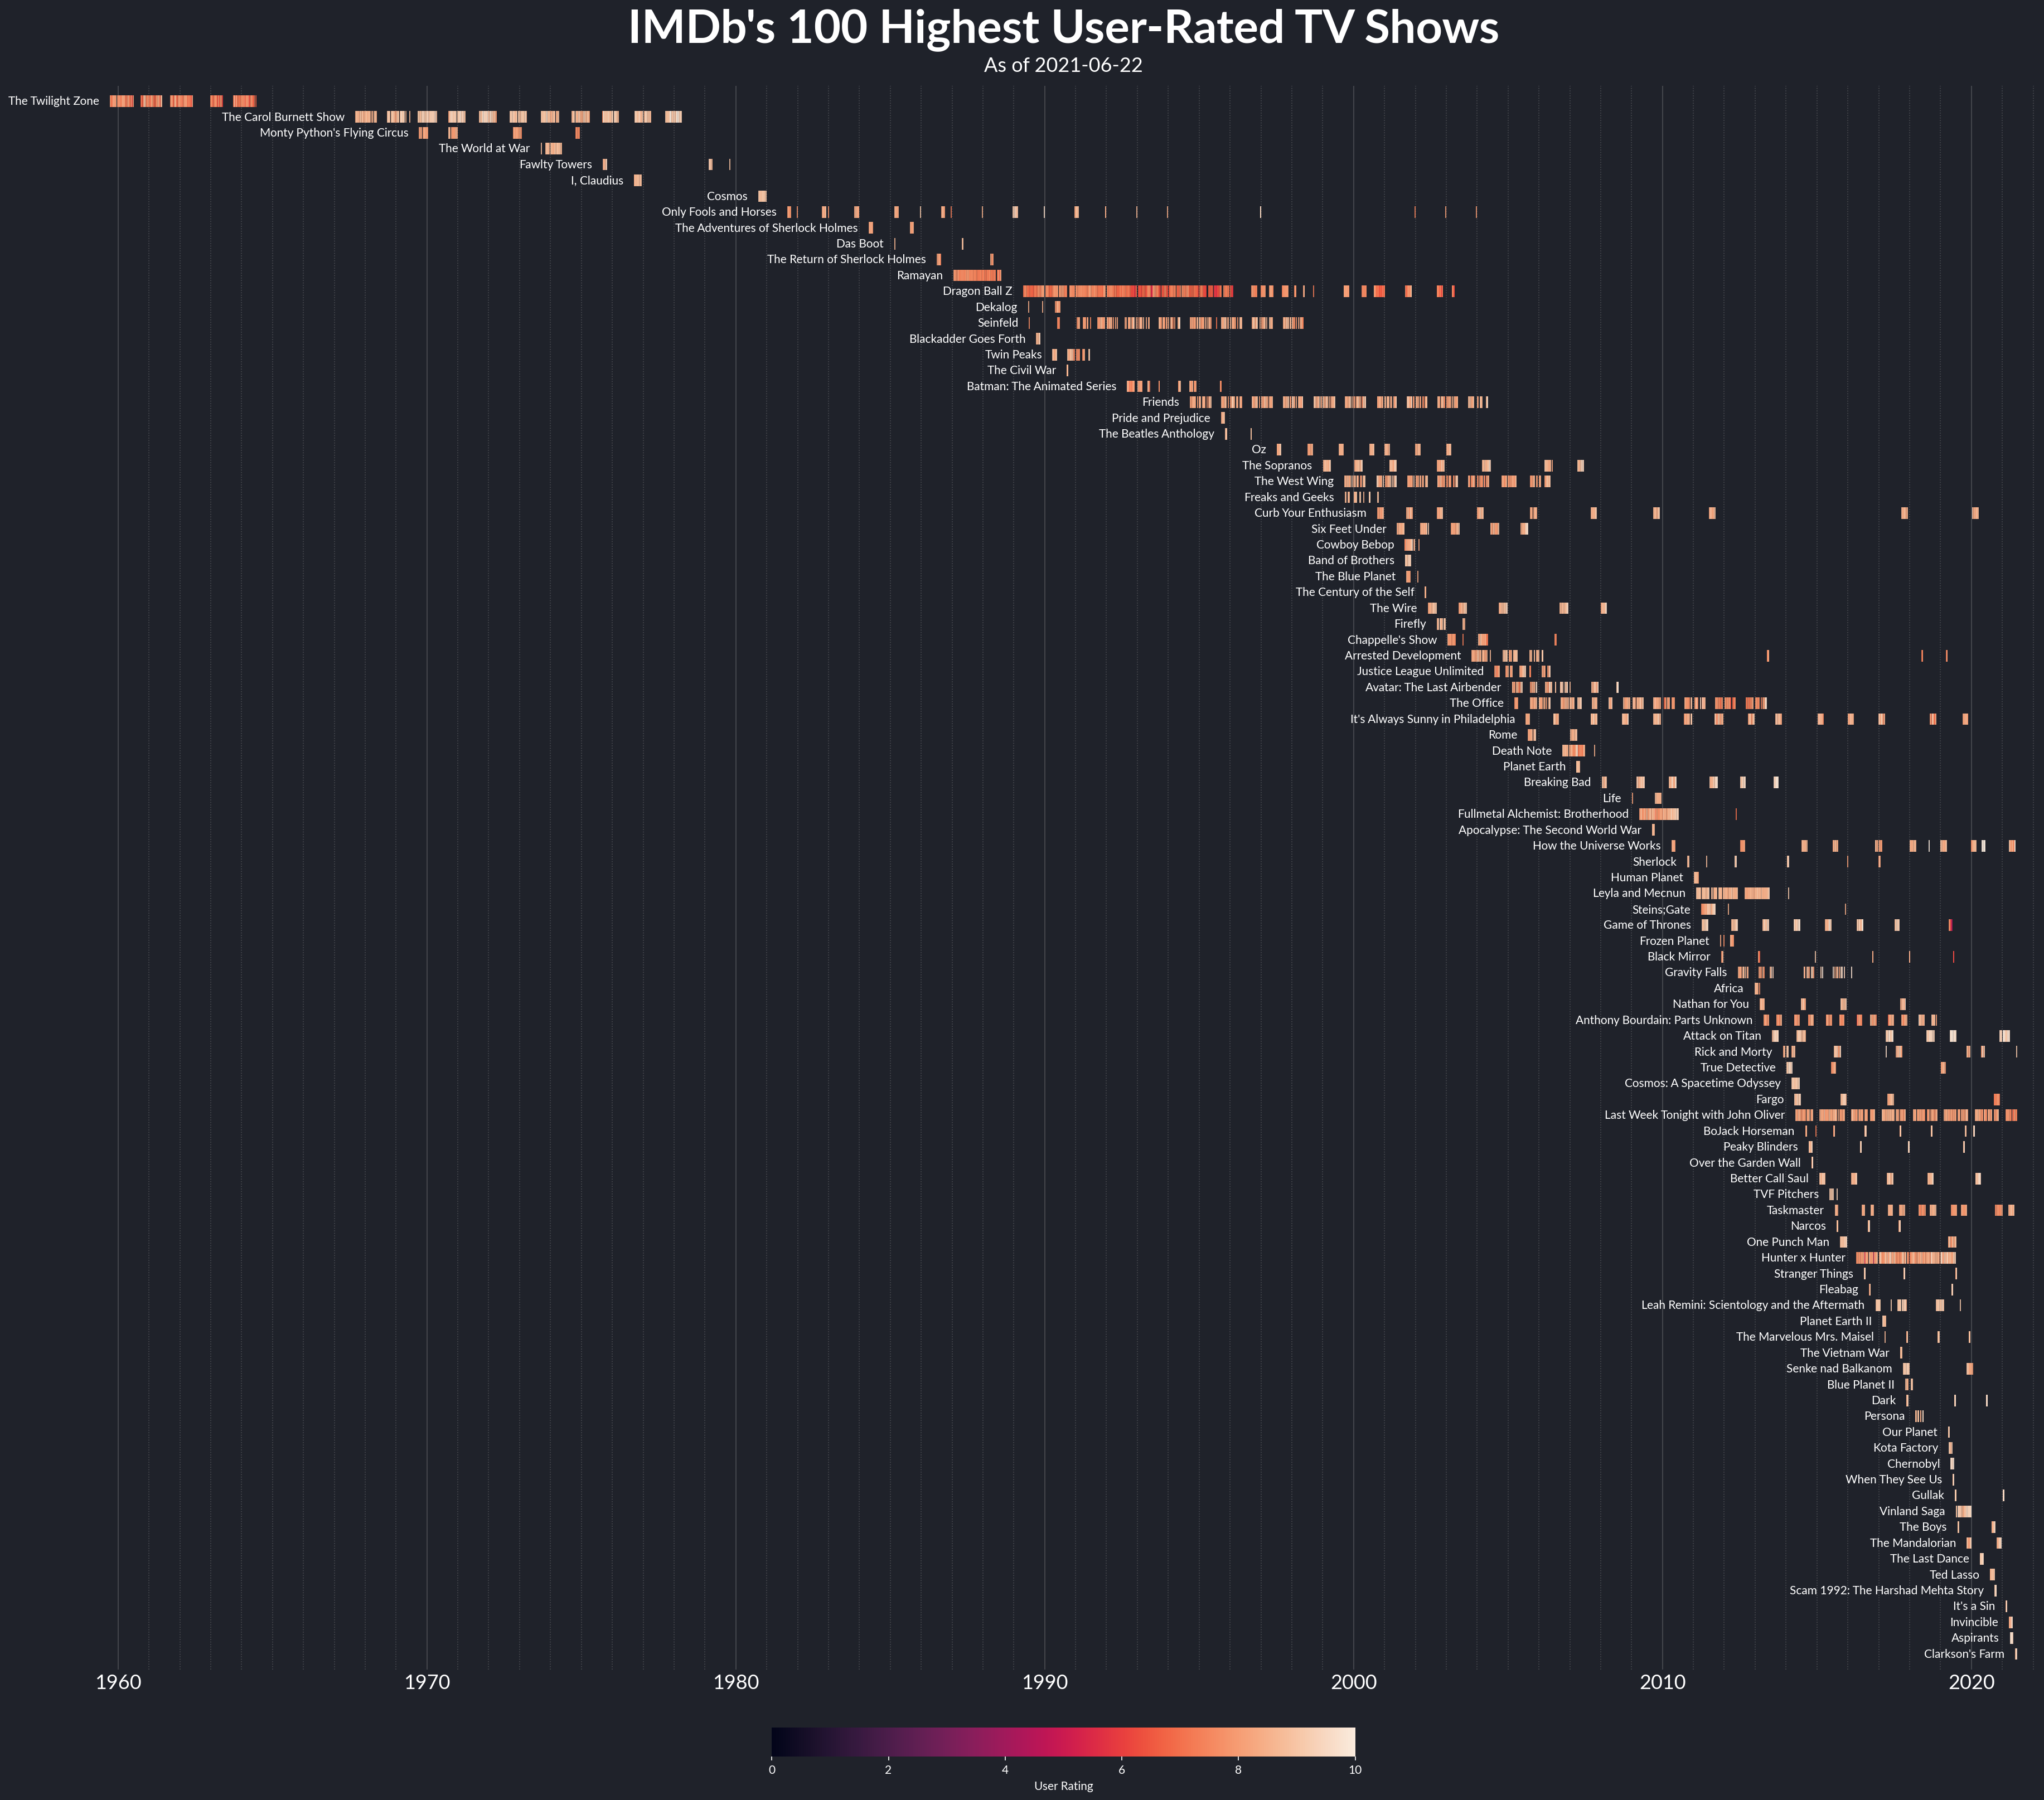 IMDb's 100 Highest User-Rated TV Shows
As of 2021-06-22
The Twilight Zone
The Carol Burnett Show
Monty Python's Flying Circus
The World at War
Fawlty Towers
I, Claudius
Cosmos
Only Fools and Horses
The Adventures of Sherlock Holmes
Das Boot
The Return of Sherlock Holmes
Ramayan
Dragon Ball Z
Dekalog
Seinfeld
Blackadder Goes Forth
Twin Peaks
The Civil War
Batman: The Animated Series
Friends
Pride and Prejudice
The Beatles Anthology
Oz
The Sopranos
The West Wing
Freaks and Geeks
Curb Your Enthusiasm
Six Feet Under
Cowboy Bebop
Band of Brothers
The Blue Planet
The Century of the Self
The Wire
Firefly
Chappelle's Show
Arrested Development
Justice League Unlimited
Avatar: The Last Airbender
The Office
It's Always Sunny in Philadelphia
Rome
Death Note
Planet Earth
Breaking Bad
Life
Fullmetal Alchemist: Brotherhood
Apocalypse: The Second World War
How the Universe Works
Sherlock
Human Planet
Leyla and Mecnun
Steins;Gate
Game of Thrones
Frozen Planet
Black Mirror
Gravity Falls
Africa
Nathan for You
Anthony Bourdain: Parts Unknown
Attack on Titan
Rick and Morty
True Detective
Cosmos: A Spacetime Odyssey
Fargo
Last Week Tonight with John Oliver
BoJack Horseman
Peaky Blinders
Over the Garden Wall
Better Call Saul
TVF Pitchers
Taskmaster
Narcos
One Punch Man
Hunter x Hunter
Stranger Things
Fleabag
Leah Remini: Scientology and the Aftermath
Planet Earth II
The Marvelous Mrs. Maisel
The Vietnam War
Senke nad Balkanom
Blue Planet II
Dark
Persona
Our Planet
Kota Factory
Chernobyl
When They See Us
Gullak
Vinland Saga
The Boys
The Mandalorian
The Last Dance
Ted Lasso
Scam 1992: The Harshad Mehta Story
It's a Sin
Invincible
Aspirants
Clarkson's Farm
1960 1970 1980 1990 2000 2010 2020
0 2 4 6 8 10
User Rating